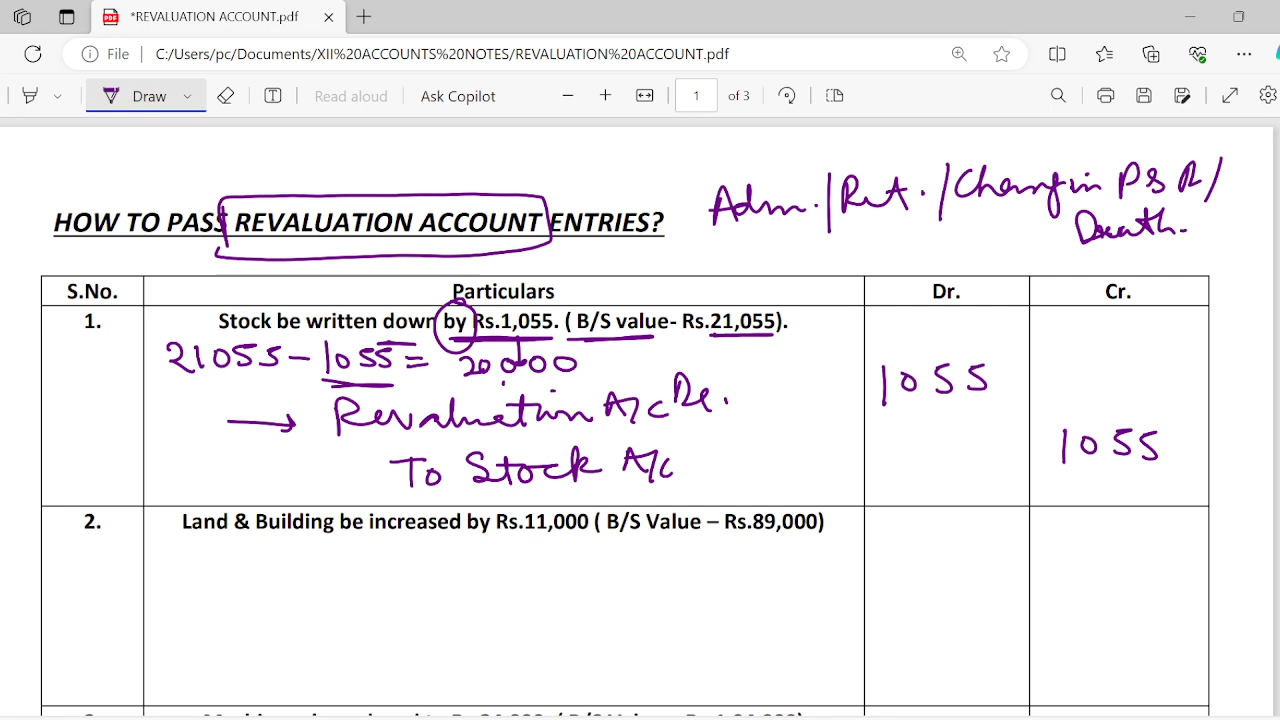 *REVALUATION ACCOUNT.pdf
File C:/Users/pc/Documents/XII%20ACCOUNTS%20NOTES/REVALUATION%20ACCOUNT.pdf
Draw Read aloud Ask Copilot 1 of 3
Adm. / Ret. / Change in PSR /
Death.
HOW TO PASS REVALUATION ACCOUNT ENTRIES?
S.No. Particulars Dr. Cr.
1. Stock be written down by Rs.1,055. ( B/S value- Rs.21,055).
21055 - 1055 = 20000
→ Revaluation A/c Dr. 1055
To Stock A/c 1055
2. Land & Building be increased by Rs.11,000 ( B/S Value – Rs.89,000)